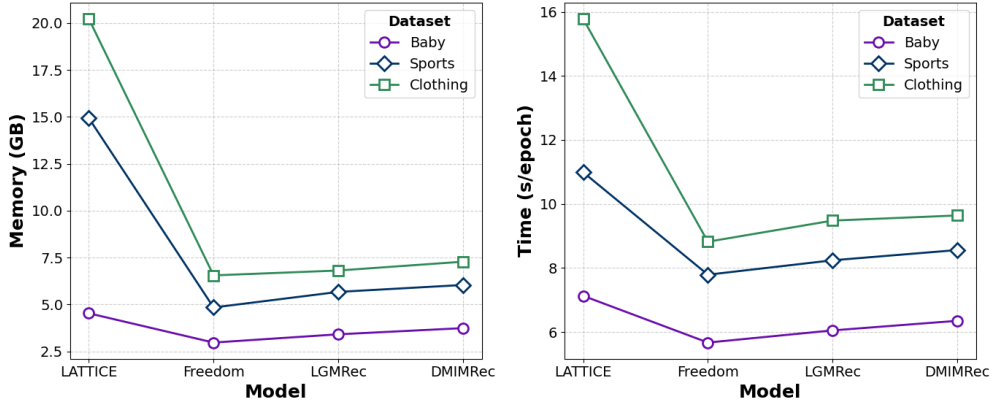 20.0
17.5
15.0
12.5
10.0
7.5
5.0
2.5
Memory (GB)
Dataset
Baby
Sports
Clothing
LATTICE Freedom LGMRec DMIMRec
Model
16
14
12
10
8
6
Time (s/epoch)
Dataset
Baby
Sports
Clothing
LATTICE Freedom LGMRec DMIMRec
Model